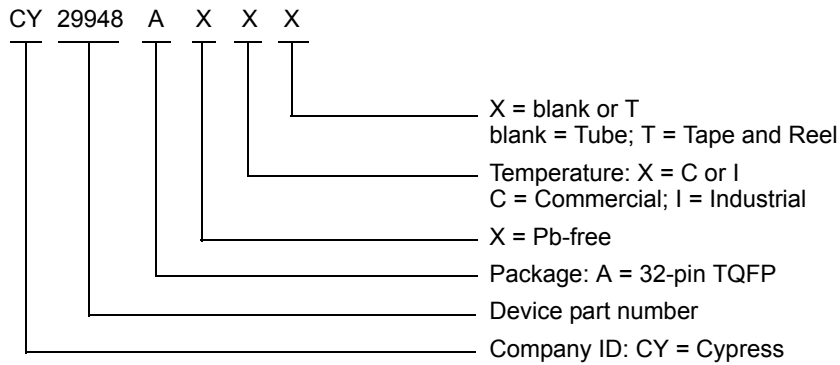 CY 29948 A X X X
X = blank or T
blank = Tube; T = Tape and Reel
Temperature: X = C or I
C = Commercial; I = Industrial
X = Pb-free
Package: A = 32-pin TQFP
Device part number
Company ID: CY = Cypress